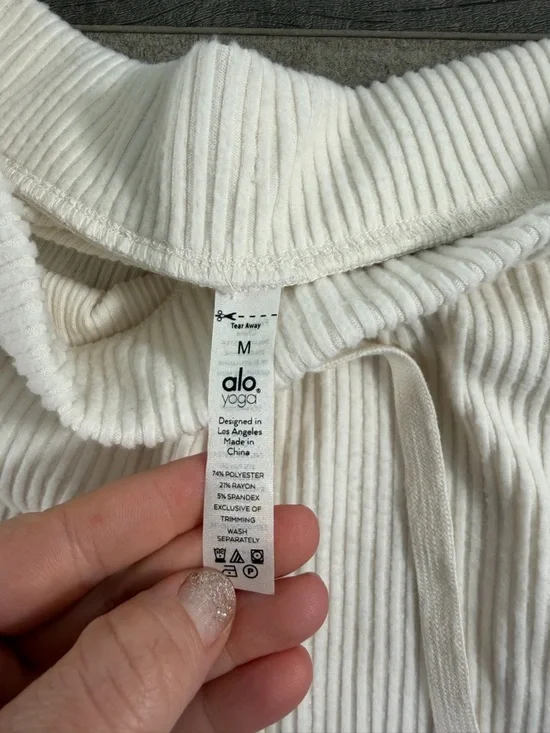 Tear Away
M
alo®
yoga
Designed in
Los Angeles
Made in
China
74% POLYESTER
21% RAYON
5% SPANDEX
EXCLUSIVE OF
TRIMMING
WASH
SEPARATELY
P